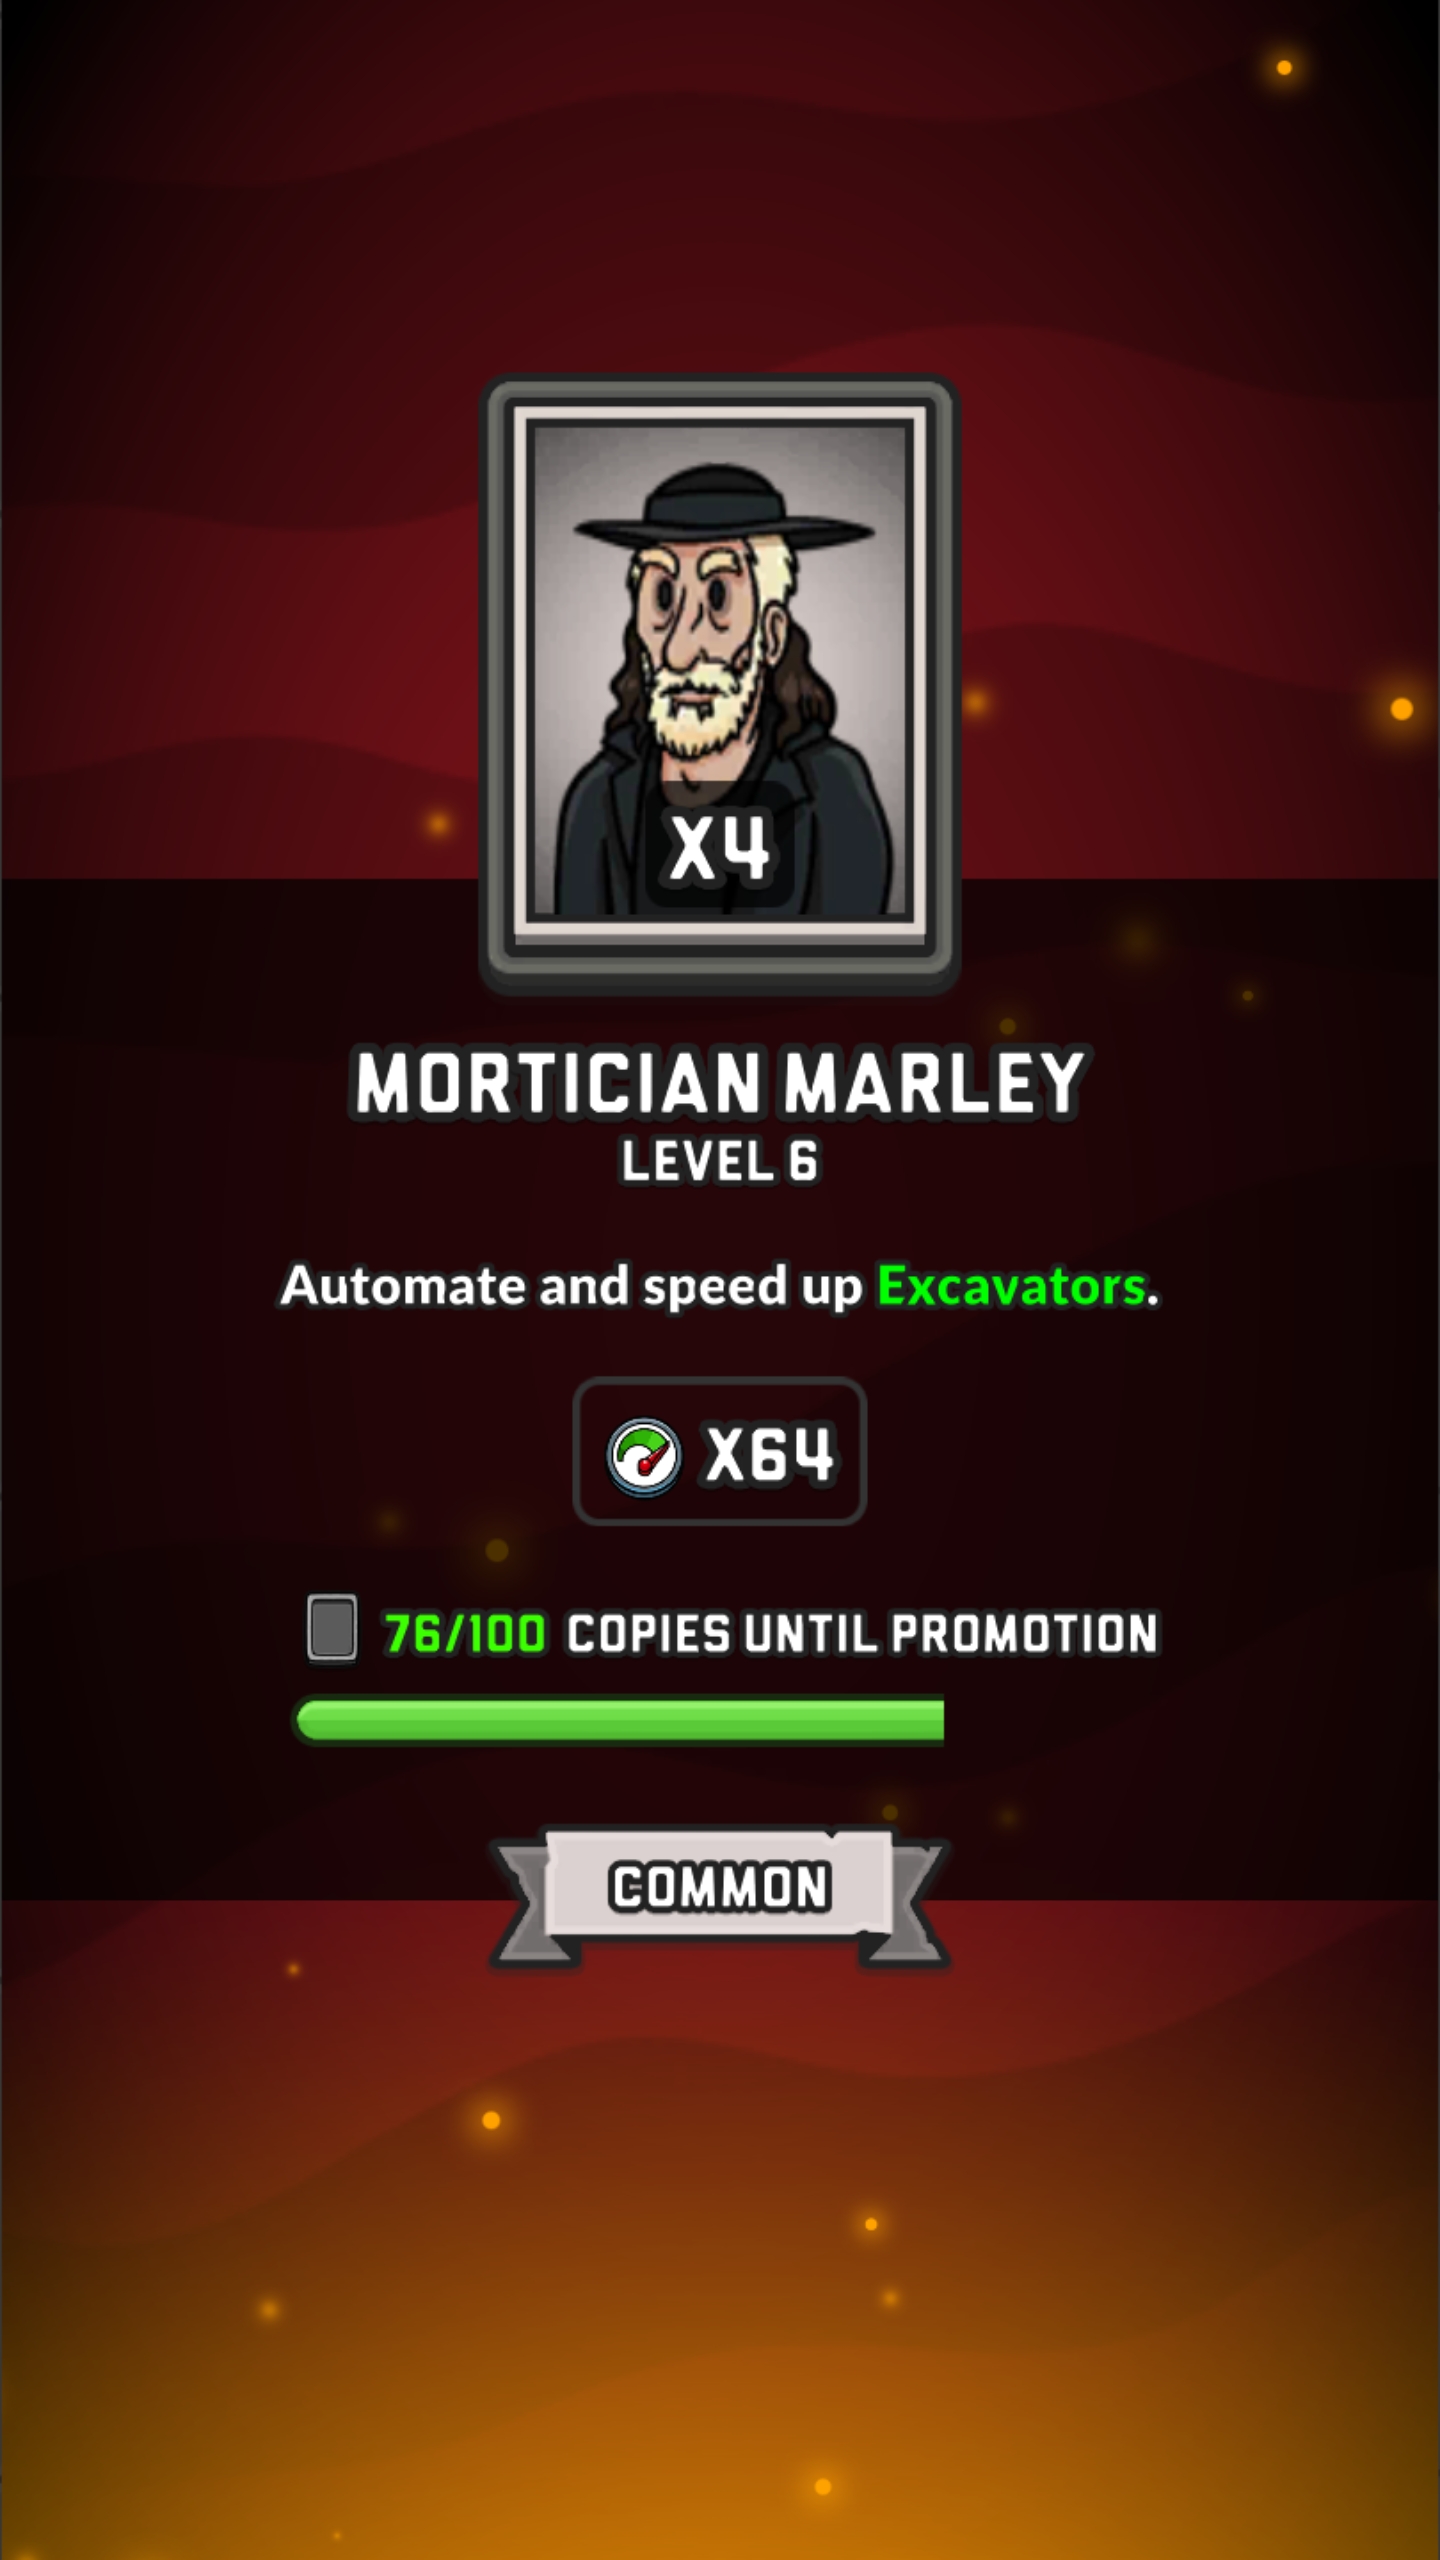 X4
MORTICIAN MARLEY
LEVEL 6
Automate and speed up Excavators.
X64
76/100 COPIES UNTIL PROMOTION
COMMON